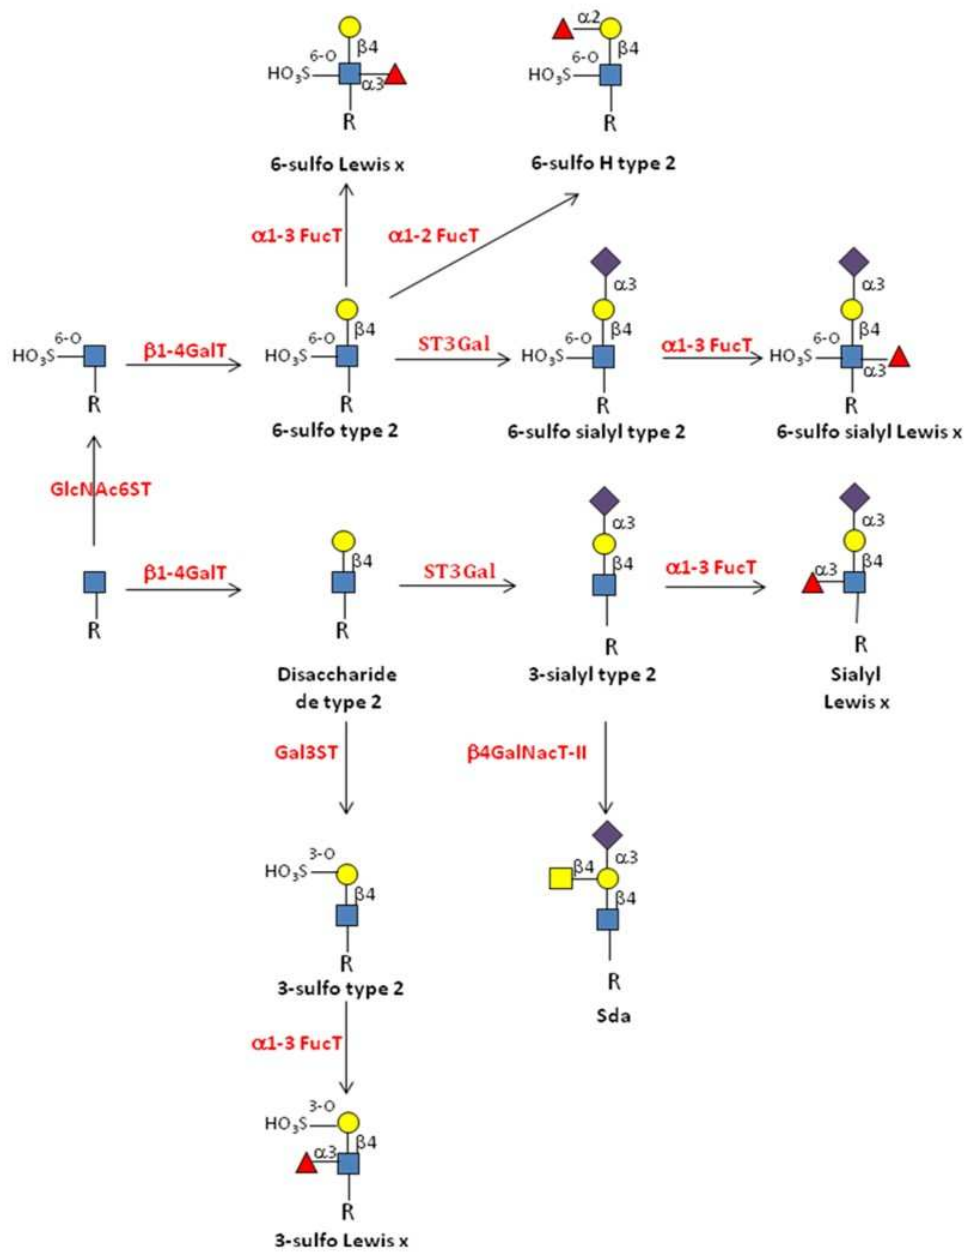 α2
β4
β4
6-O
6-O
HO3S
α3
HO3S
R
R
6-sulfo Lewis x
6-sulfo H type 2
α1-3 FucT
α1-2 FucT
α3
α3
6-O
β1-4GalT
6-O
β4
ST3Gal
6-O
β4
α1-3 FucT
6-O
β4
HO3S
HO3S
HO3S
HO3S
α3
R
R
R
R
6-sulfo type 2
6-sulfo sialyl type 2
6-sulfo sialyl Lewis x
GlcNAc6ST
α3
α3
β1-4GalT
β4
ST3Gal
β4
α1-3 FucT
α3
β4
R
R
R
R
Disaccharide
de type 2
3-sialyl type 2
Sialyl
Lewis x
Gal3ST
β4GalNacT-II
3-O
HO3S
β4
α3
β4
β4
R
R
3-sulfo type 2
Sda
α1-3 FucT
3-O
HO3S
α3
β4
R
3-sulfo Lewis x